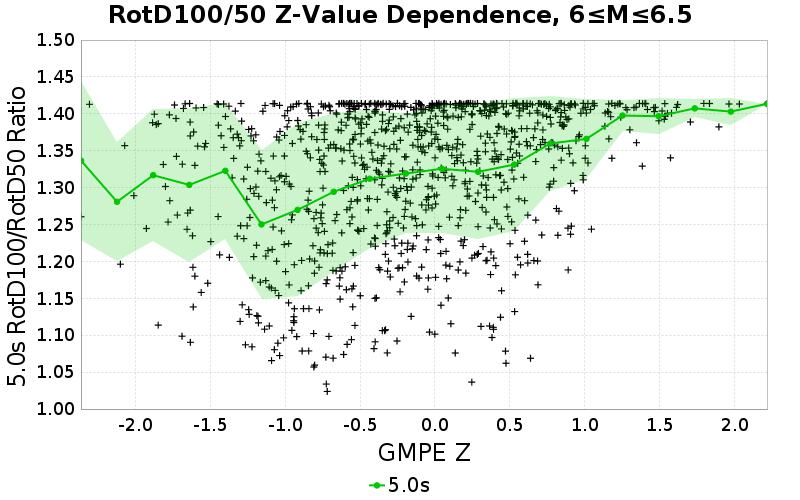 RotD100/50 Z-Value Dependence, 6≤M≤6.5
5.0s RotD100/RotD50 Ratio
1.50
1.45
1.40
1.35
1.30
1.25
1.20
1.15
1.10
1.05
1.00
-2.0 -1.5 -1.0 -0.5 0.0 0.5 1.0 1.5 2.0
GMPE Z
5.0s